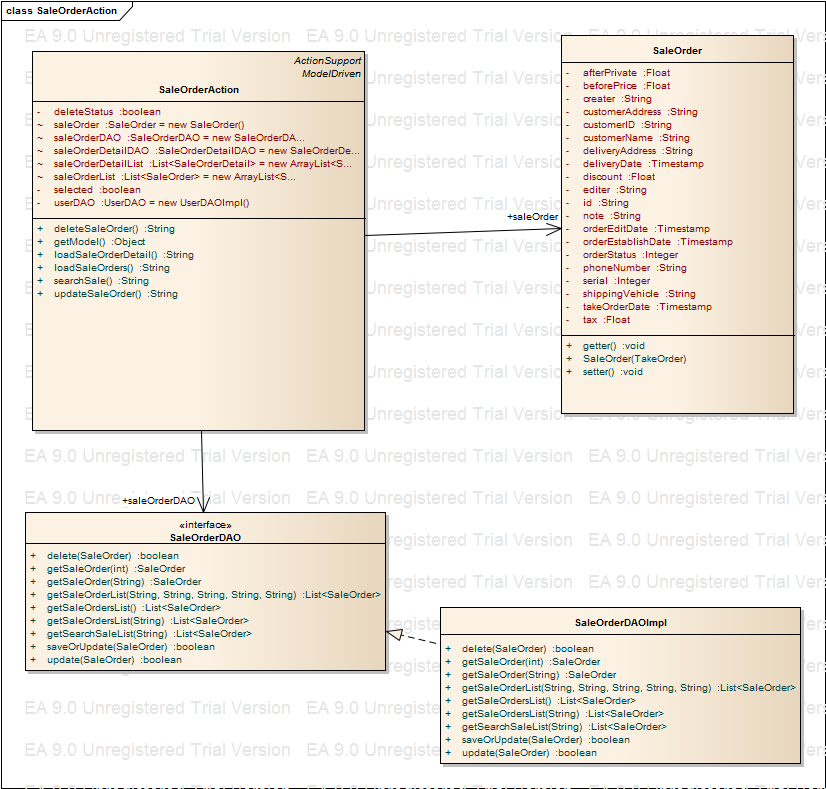 class SaleOrderAction
EA 9.0 Unregistered Trial Version
ActionSupport
ModelDriven
SaleOrderAction
- deleteStatus :boolean
~ saleOrder :SaleOrder = new SaleOrder()
~ saleOrderDAO :SaleOrderDAO = new SaleOrderDA...
~ saleOrderDetailDAO :SaleOrderDetailDAO = new SaleOrderDe...
~ saleOrderDetailList :List<SaleOrderDetail> = new ArrayList<S...
~ saleOrderList :List<SaleOrder> = new ArrayList<S...
- selected :boolean
- userDAO :UserDAO = new UserDAOImpl()
+ deleteSaleOrder() :String
+ getModel() :Object
+ loadSaleOrderDetail() :String
+ loadSaleOrders() :String
+ searchSale() :String
+ updateSaleOrder() :String
+saleOrder
SaleOrder
- afterPrivate :Float
- beforePrice :Float
- creater :String
- customerAddress :String
- customerID :String
- customerName :String
- deliveryAddress :String
- deliveryDate :Timestamp
- discount :Float
- editer :String
- id :String
- note :String
- orderEditDate :Timestamp
- orderEstablishDate :Timestamp
- orderStatus :Integer
- phoneNumber :String
- serial :Integer
- shippingVehicle :String
- takeOrderDate :Timestamp
- tax :Float
+ getter() :void
+ SaleOrder(TakeOrder)
+ setter() :void
+saleOrderDAO
«interface»
SaleOrderDAO
+ delete(SaleOrder) :boolean
+ getSaleOrder(int) :SaleOrder
+ getSaleOrder(String) :SaleOrder
+ getSaleOrderList(String, String, String, String, String) :List<SaleOrder>
+ getSaleOrdersList() :List<SaleOrder>
+ getSaleOrdersList(String) :List<SaleOrder>
+ getSearchSaleList(String) :List<SaleOrder>
+ saveOrUpdate(SaleOrder) :boolean
+ update(SaleOrder) :boolean
SaleOrderDAOImpl
+ delete(SaleOrder) :boolean
+ getSaleOrder(int) :SaleOrder
+ getSaleOrder(String) :SaleOrder
+ getSaleOrderList(String, String, String, String, String) :List<SaleOrder>
+ getSaleOrdersList() :List<SaleOrder>
+ getSaleOrdersList(String) :List<SaleOrder>
+ getSearchSaleList(String) :List<SaleOrder>
+ saveOrUpdate(SaleOrder) :boolean
+ update(SaleOrder) :boolean